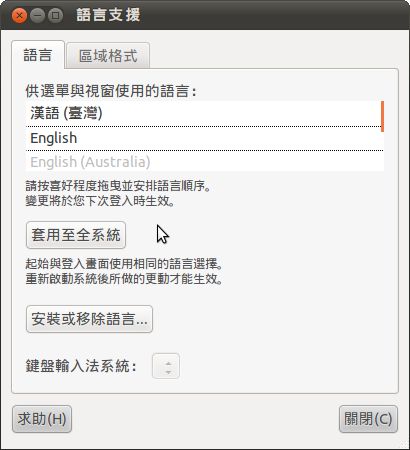 語言支援
語言
區域格式
供選單與視窗使用的語言：
漢語 (臺灣)
English
English (Australia)
請按喜好程度拖曳並安排語言順序。
變更將於您下次登入時生效。
套用至全系統
起始與登入畫面使用相同的語言選擇。
重新啟動系統後所做的更動才能生效。
安裝或移除語言...
鍵盤輸入法系統：
求助(H)
關閉(C)